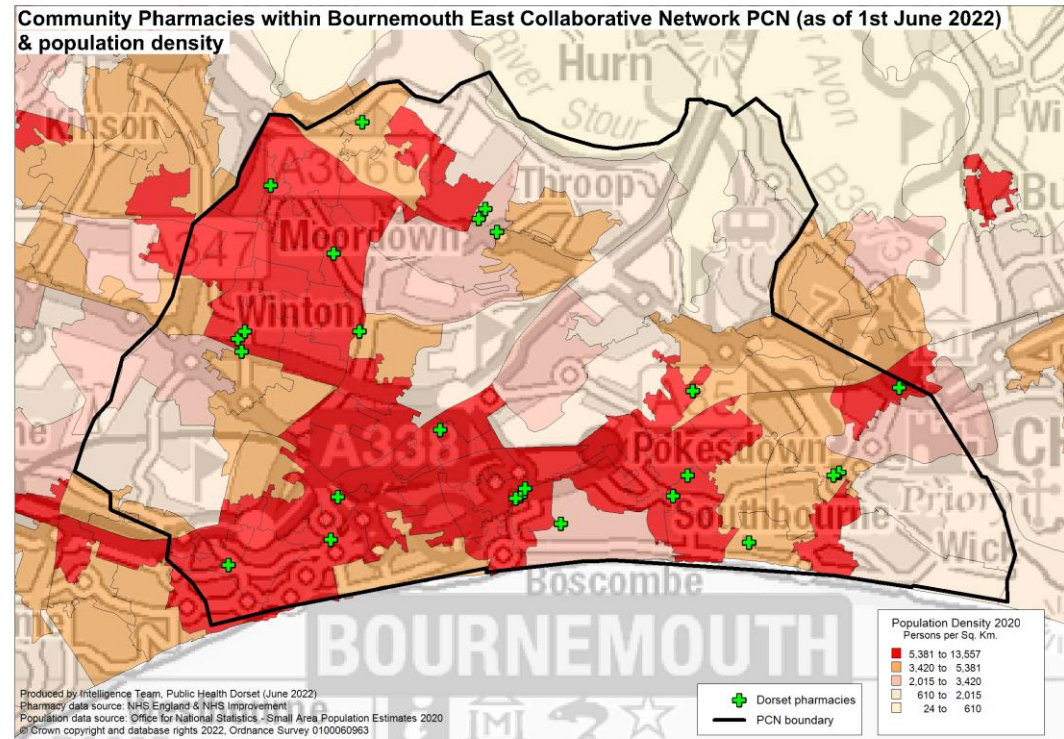 Community Pharmacies within Bournemouth East Collaborative Network PCN (as of 1st June 2022)
& population density
Hurn
River Stour
Avon
Kinson
A3060
Throop
Moordown
A347
Winton
A338
Pokesdown
Southbourne
Wick
Boscombe
BOURNEMOUTH
Population Density 2020
Persons per Sq. Km.
5,381 to 13,557
3,420 to 5,381
2,015 to 3,420
610 to 2,015
24 to 610
Dorset pharmacies
PCN boundary
Produced by Intelligence Team, Public Health Dorset (June 2022)
Pharmacy data source: NHS England & NHS Improvement
Population data source: Office for National Statistics - Small Area Population Estimates 2020
© Crown copyright and database rights 2022, Ordnance Survey 0100060963